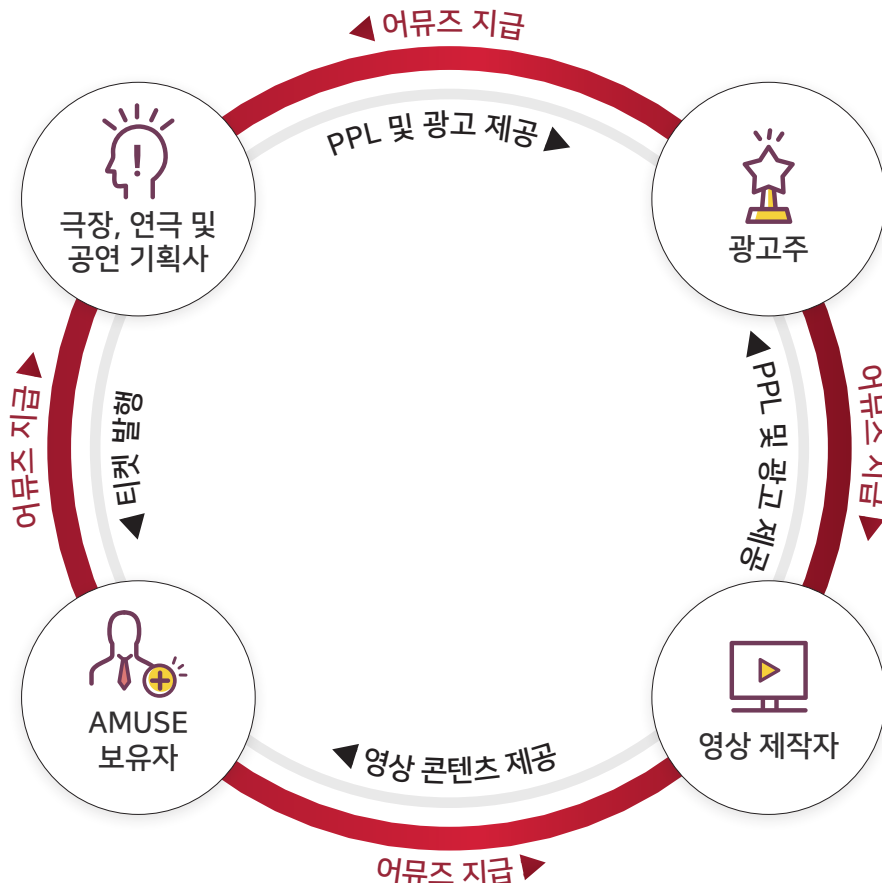 ◀ 어뮤즈 지급
PPL 및 광고 제공 ▶
극장, 연극 및
공연 기획사
광고주
어뮤즈 지급 ▶
◀ 티켓 발행
◀ PPL 및 광고 제공
어뮤즈 지급 ▶
AMUSE
보유자
영상 제작자
◀ 영상 콘텐츠 제공
어뮤즈 지급 ▶